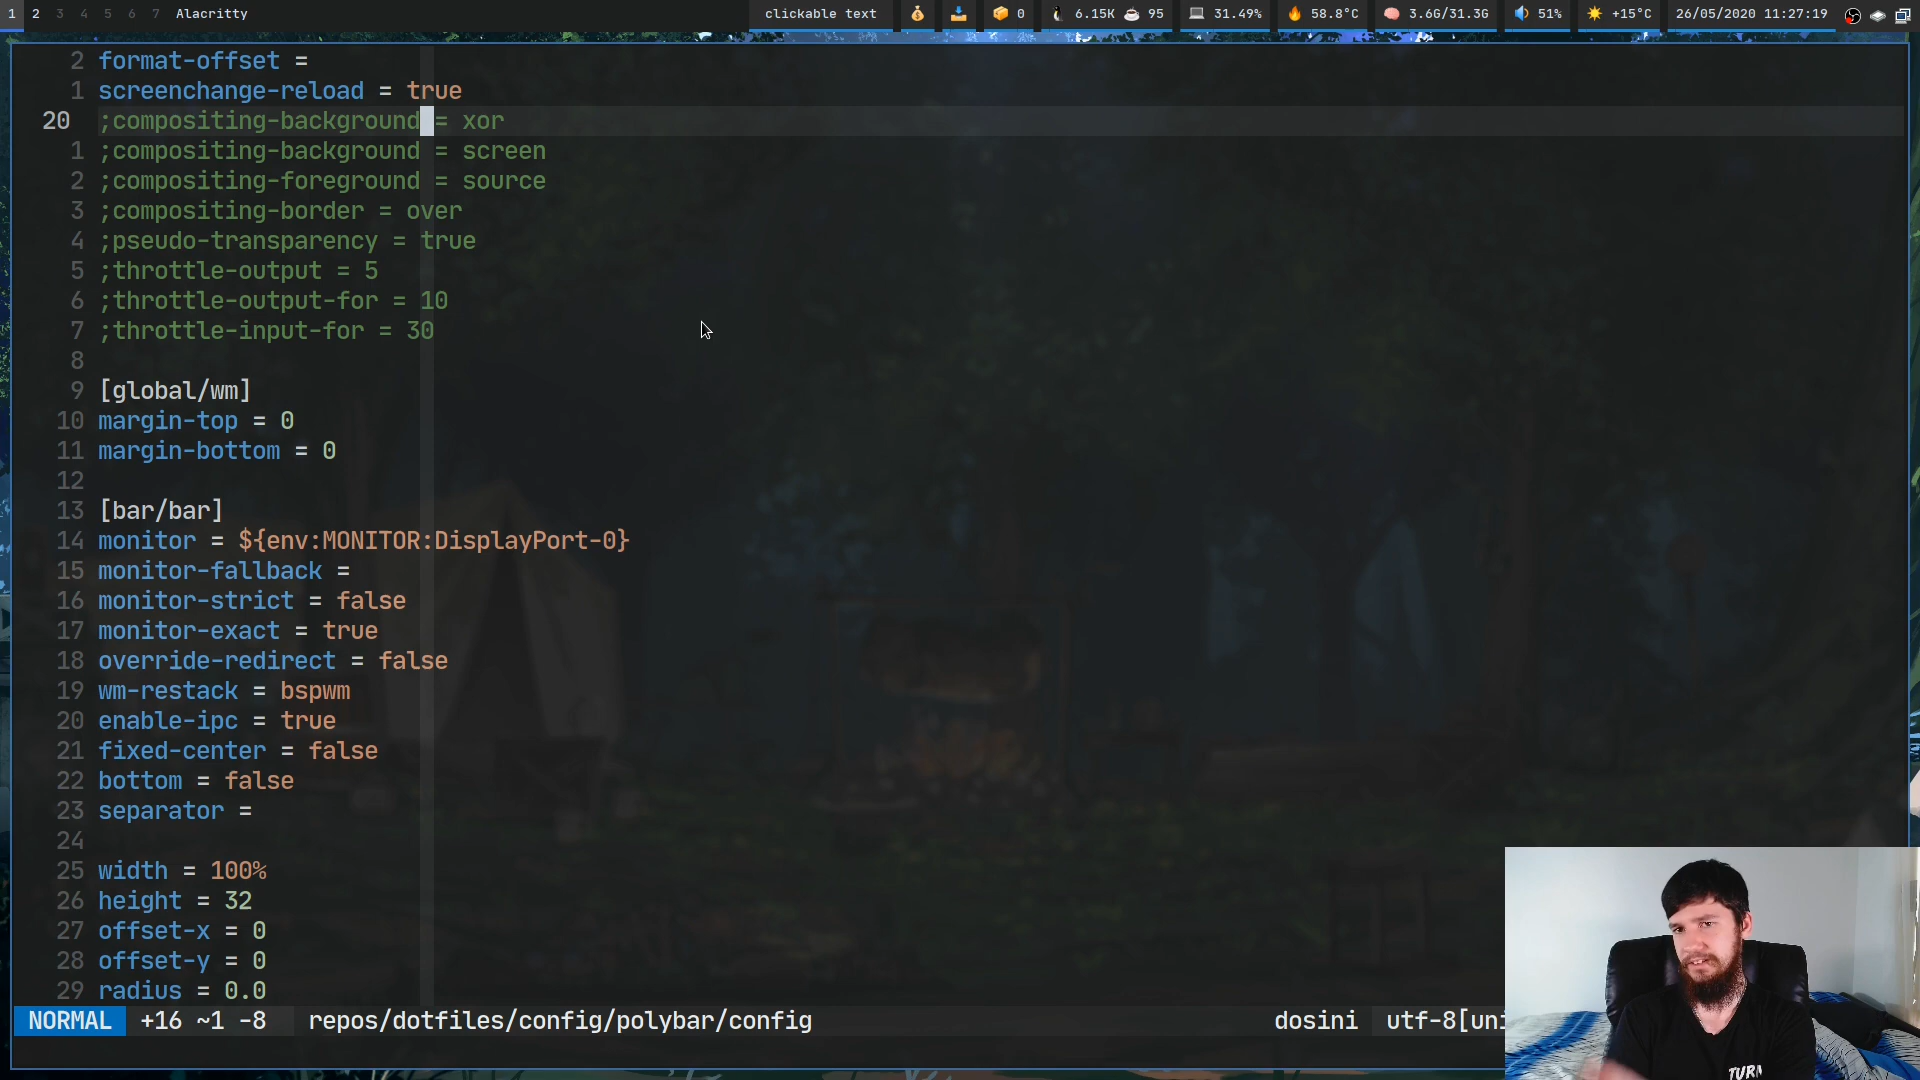 1 2 3 4 5 6 7 Alacritty clickable text 0 6.15K 95 31.49% 58.8°C 3.6G/31.3G 51% +15°C 26/05/2020 11:27:19
2 format-offset =
1 screenchange-reload = true
20 ;compositing-background = xor
1 ;compositing-background = screen
2 ;compositing-foreground = source
3 ;compositing-border = over
4 ;pseudo-transparency = true
5 ;throttle-output = 5
6 ;throttle-output-for = 10
7 ;throttle-input-for = 30
8
9 [global/wm]
10 margin-top = 0
11 margin-bottom = 0
12
13 [bar/bar]
14 monitor = ${env:MONITOR:DisplayPort-0}
15 monitor-fallback =
16 monitor-strict = false
17 monitor-exact = true
18 override-redirect = false
19 wm-restack = bspwm
20 enable-ipc = true
21 fixed-center = false
22 bottom = false
23 separator =
24
25 width = 100%
26 height = 32
27 offset-x = 0
28 offset-y = 0
29 radius = 0.0
NORMAL +16 ~1 -8 repos/dotfiles/config/polybar/config dosini utf-8[uni
TURN